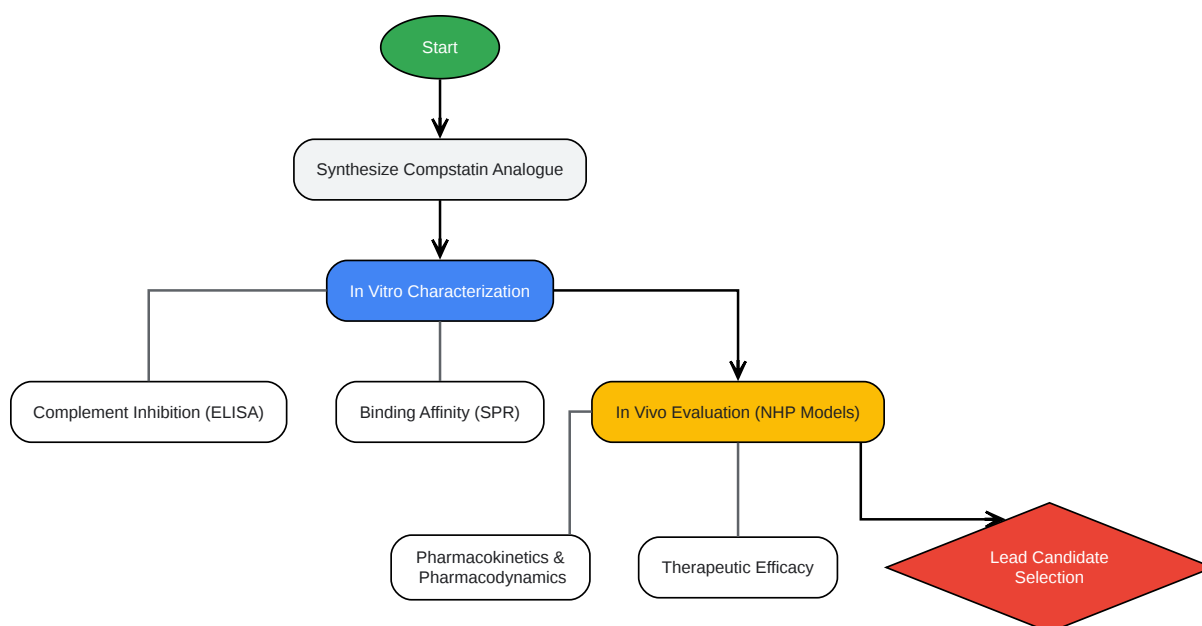 Start
Synthesize Compstatin Analogue
In Vitro Characterization
Complement Inhibition (ELISA)
Binding Affinity (SPR)
In Vivo Evaluation (NHP Models)
Pharmacokinetics &
Pharmacodynamics
Therapeutic Efficacy
Lead Candidate
Selection